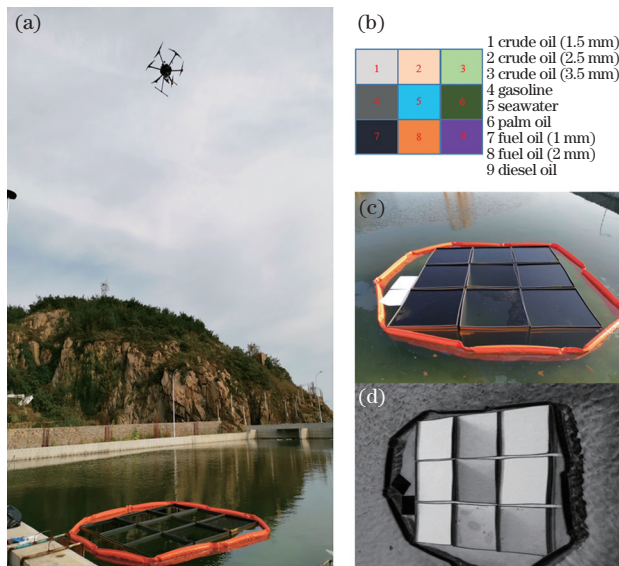 (a)
(b)
1 2 3
4 5 6
7 8 9
1 crude oil (1.5 mm)
2 crude oil (2.5 mm)
3 crude oil (3.5 mm)
4 gasoline
5 seawater
6 palm oil
7 fuel oil (1 mm)
8 fuel oil (2 mm)
9 diesel oil
(c)
(d)